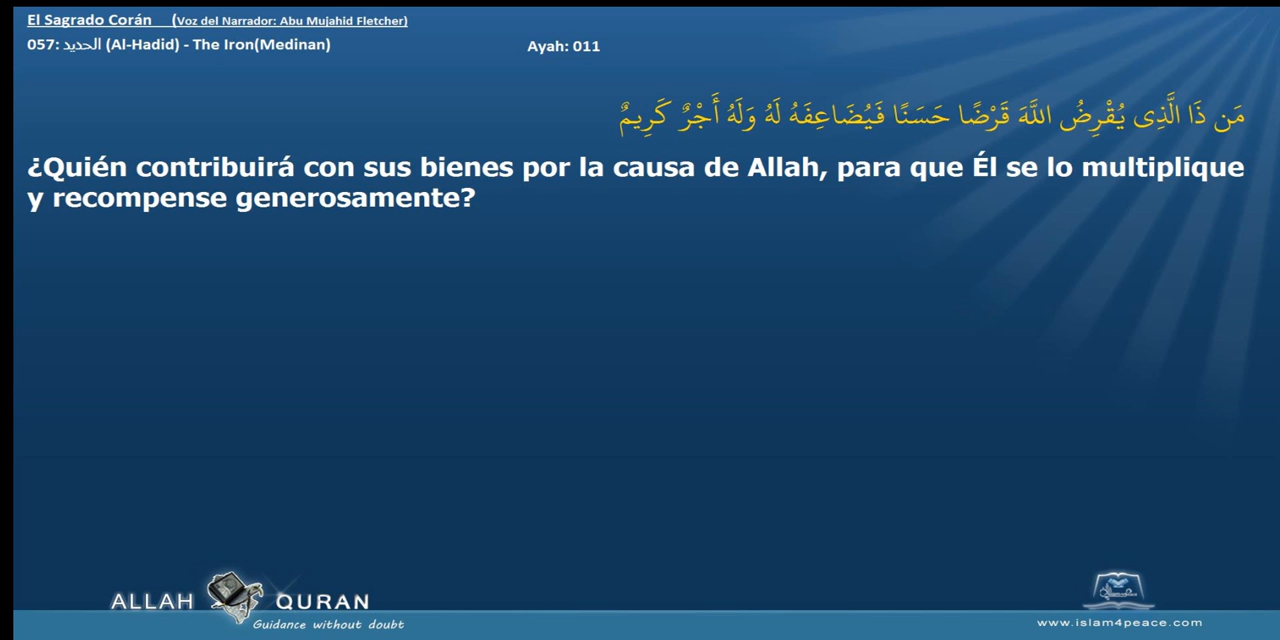 El Sagrado Corán (Voz del Narrador: Abu Mujahid Fletcher)
057: الحديد (Al-Hadid) - The Iron(Medinan) Ayah: 011
مَن ذَا الَّذِى يُقْرِضُ اللَّهَ قَرْضًا حَسَنًا فَيُضَاعِفَهُ لَهُ وَلَهُ أَجْرٌ كَرِيمٌ
¿Quién contribuirá con sus bienes por la causa de Allah, para que Él se lo multiplique
y recompense generosamente?
ALLAH QURAN
Guidance without doubt
www.islam4peace.com